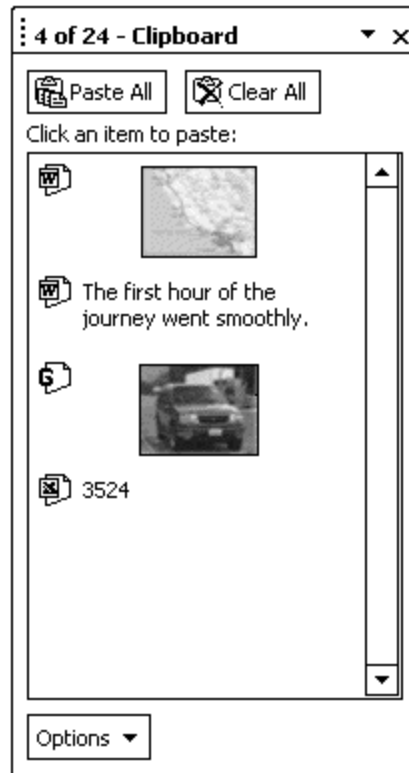 4 of 24 - Clipboard
Paste All Clear All
Click an item to paste:
W
W The first hour of the
journey went smoothly.
G
X 3524
Options